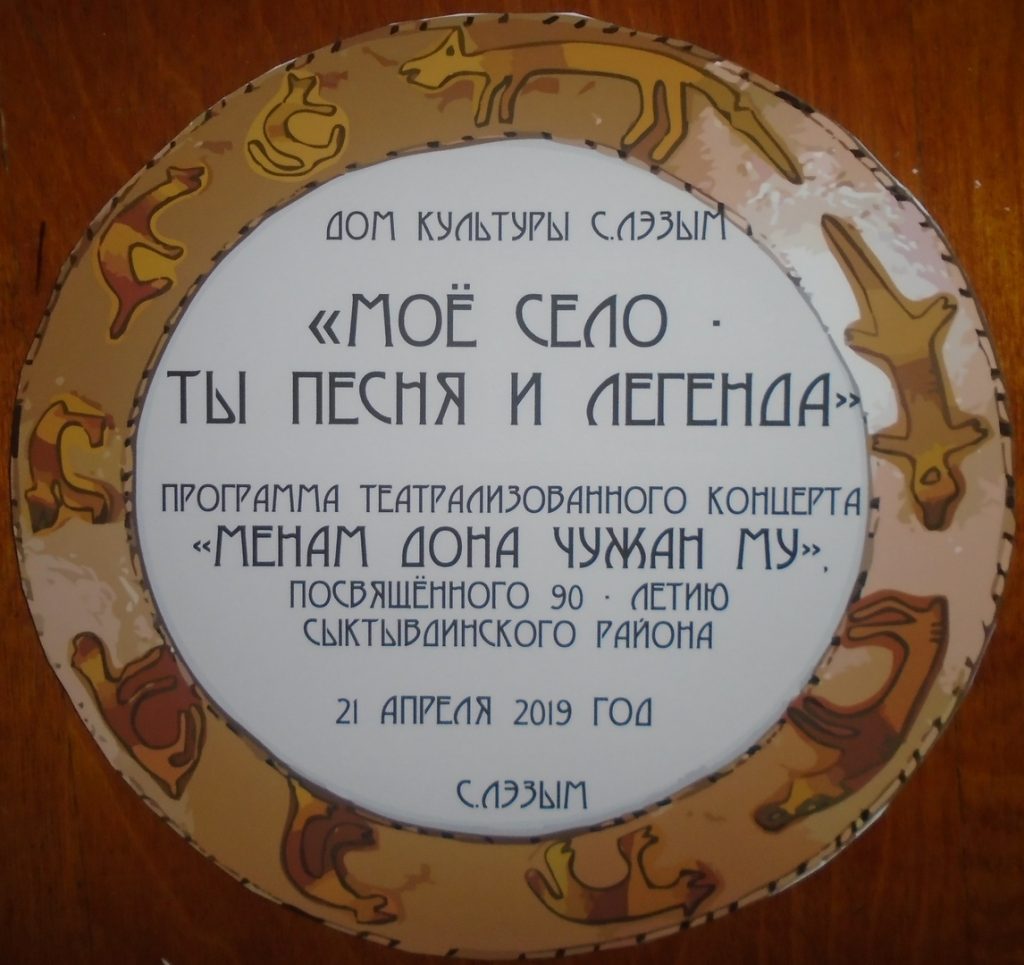 ДОМ КУЛЬТУРЫ С.ЛЭЗЫМ
«МОЁ СЕЛО -
ТЫ ПЕСНЯ И ЛЕГЕНДА»
ПРОГРАММА ТЕАТРАЛИЗОВАННОГО КОНЦЕРТА
«МЕНАМ ДОНА ЧУЖАН МУ»,
ПОСВЯЩЁННОГО 90 - ЛЕТИЮ
СЫКТЫВДИНСКОГО РАЙОНА
21 АПРЕЛЯ 2019 ГОД
С.ЛЭЗЫМ